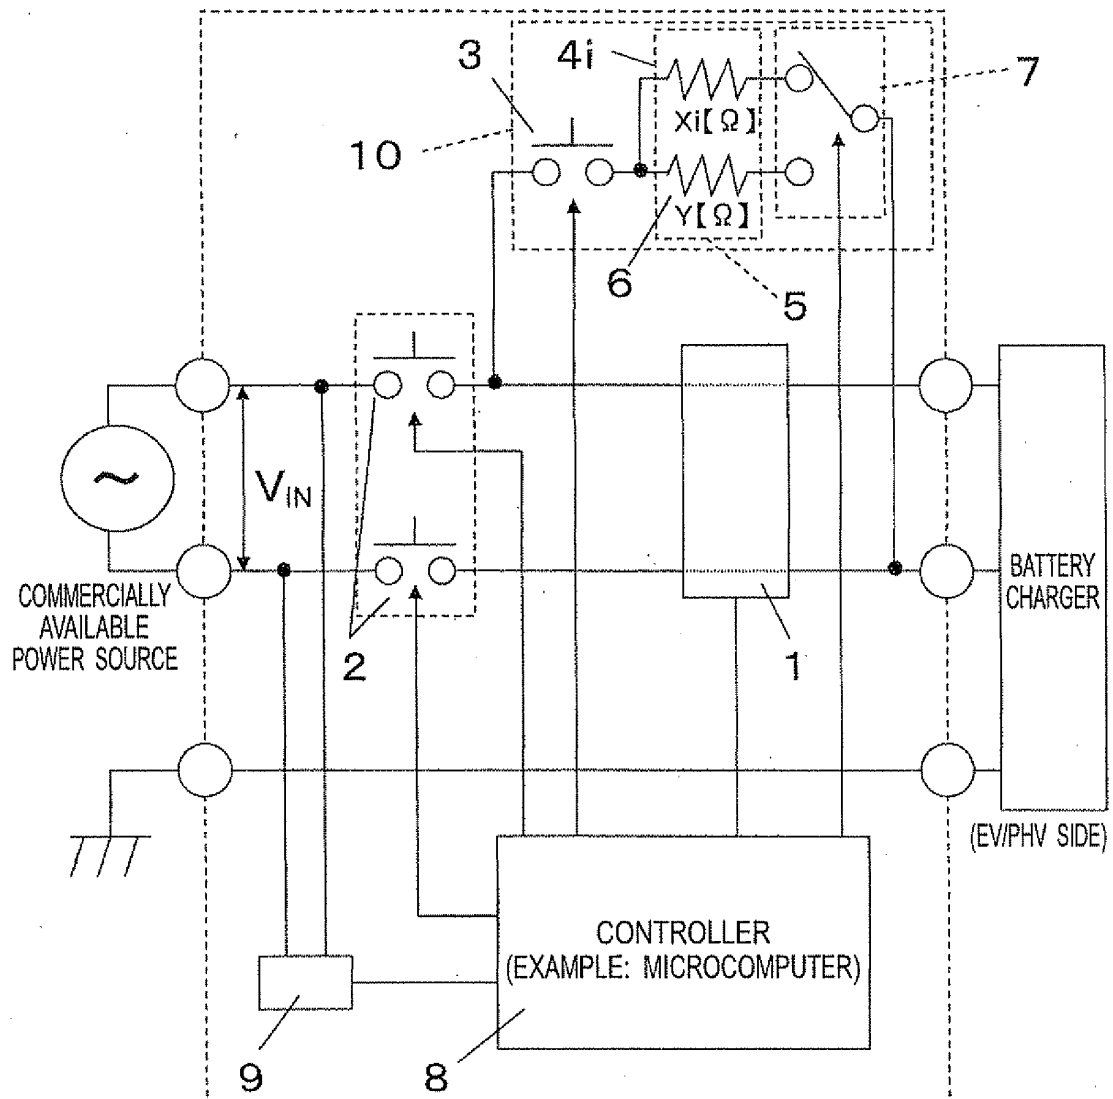 3
4i
7
10
Xi【Ω】
Y【Ω】
6
5
~
VIN
COMMERCIALLY
AVAILABLE
POWER SOURCE
2
1
BATTERY
CHARGER
(EV/PHV SIDE)
CONTROLLER
(EXAMPLE: MICROCOMPUTER)
9
8